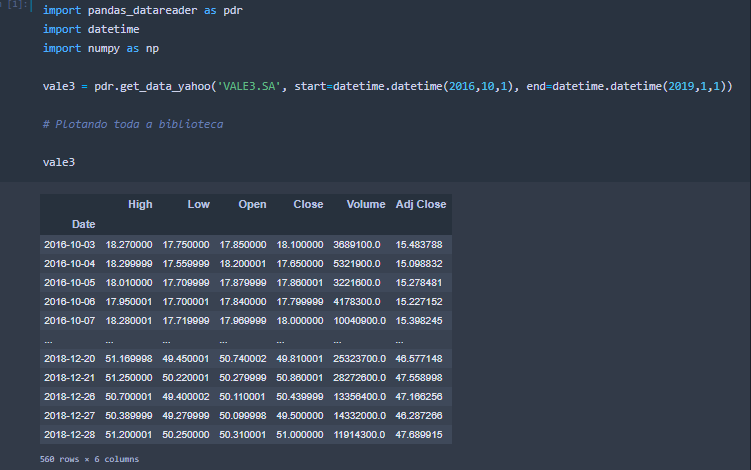 [1]:
import pandas_datareader as pdr
import datetime
import numpy as np
vale3 = pdr.get_data_yahoo('VALE3.SA', start=datetime.datetime(2016,10,1), end=datetime.datetime(2019,1,1))
# Plotando toda a biblioteca
vale3
High Low Open Close Volume Adj Close
Date
2016-10-03 18.270000 17.750000 17.850000 18.100000 3689100.0 15.483788
2016-10-04 18.299999 17.559999 18.200001 17.650000 5321900.0 15.098832
2016-10-05 18.010000 17.709999 17.879999 17.860001 3221600.0 15.278481
2016-10-06 17.950001 17.700001 17.840000 17.799999 4178300.0 15.227152
2016-10-07 18.280001 17.719999 17.969999 18.000000 10040900.0 15.398245
... ... ... ... ... ... ...
2018-12-20 51.169998 49.450001 50.740002 49.810001 25323700.0 46.577148
2018-12-21 51.250000 50.220001 50.279999 50.860001 28272600.0 47.558998
2018-12-26 50.700001 49.400002 50.110001 50.439999 13356400.0 47.166256
2018-12-27 50.389999 49.279999 50.099998 49.500000 14332000.0 46.287266
2018-12-28 51.200001 50.250000 50.310001 51.000000 11914300.0 47.689915
560 rows × 6 columns